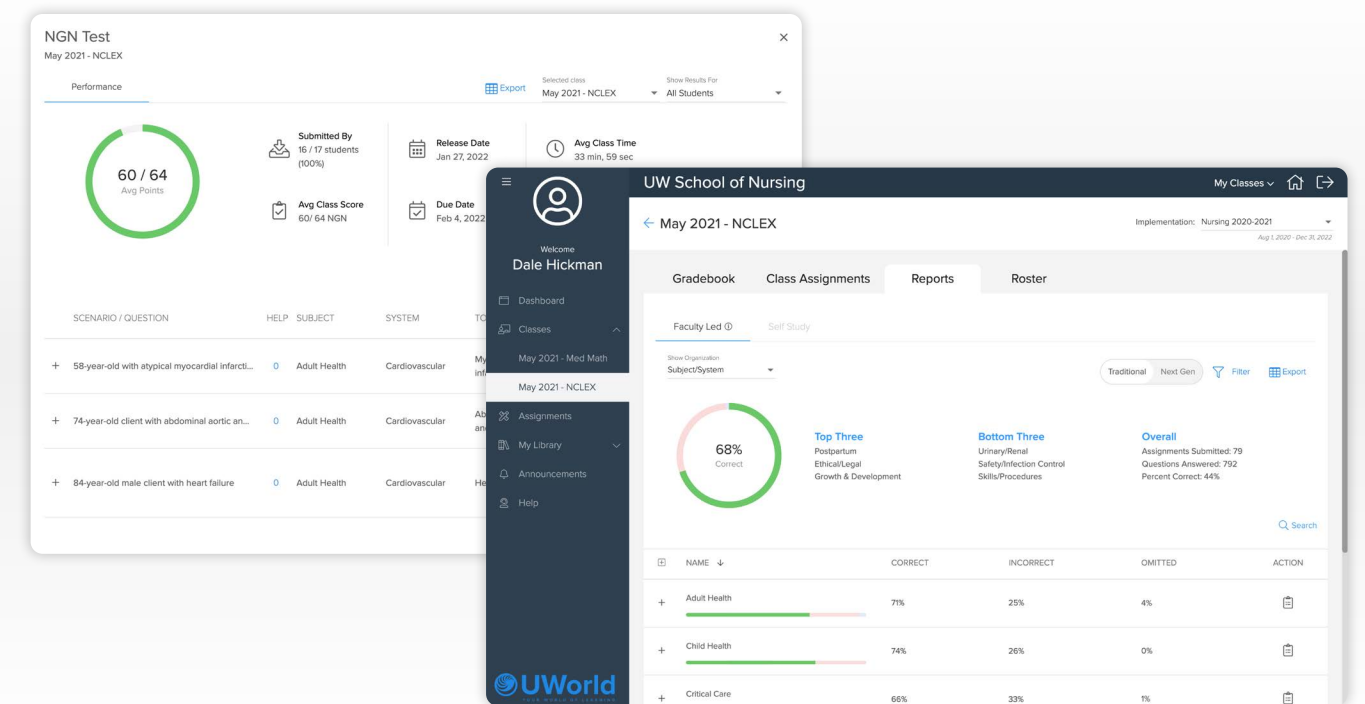 NGN Test
May 2021 - NCLEX
Performance
Export
Selected class
May 2021 - NCLEX
Show Results For
All Students
60 / 64
Avg Points
Submitted By
16 / 17 students
(100%)
Release Date
Jan 27, 2022
Avg Class Time
33 min, 59 sec
Avg Class Score
60/ 64 NGN
Due Date
Feb 4, 2022
SCENARIO / QUESTION HELP SUBJECT SYSTEM
58-year-old with atypical myocardial infarcti... 0 Adult Health Cardiovascular
74-year-old client with abdominal aortic an... 0 Adult Health Cardiovascular
84-year-old male client with heart failure 0 Adult Health Cardiovascular
Welcome
Dale Hickman
Dashboard
Classes
May 2021 - Med Math
May 2021 - NCLEX
Assignments
My Library
Announcements
Help
UWorld
YOUR WORLD OF LEARNING
UW School of Nursing
My Classes
May 2021 - NCLEX
Implementation: Nursing 2020-2021
Aug 1, 2020 - Dec 31, 2022
Gradebook Class Assignments Reports Roster
Faculty Led Self Study
Show Organization
Subject/System
Traditional Next Gen Filter Export
68%
Correct
Top Three
Postpartum
Ethical/Legal
Growth & Development
Bottom Three
Urinary/Renal
Safety/Infection Control
Skills/Procedures
Overall
Assignments Submitted: 79
Questions Answered: 792
Percent Correct: 44%
Search
NAME CORRECT INCORRECT OMITTED ACTION
Adult Health 71% 25% 4%
Child Health 74% 26% 0%
Critical Care 66% 33% 1%